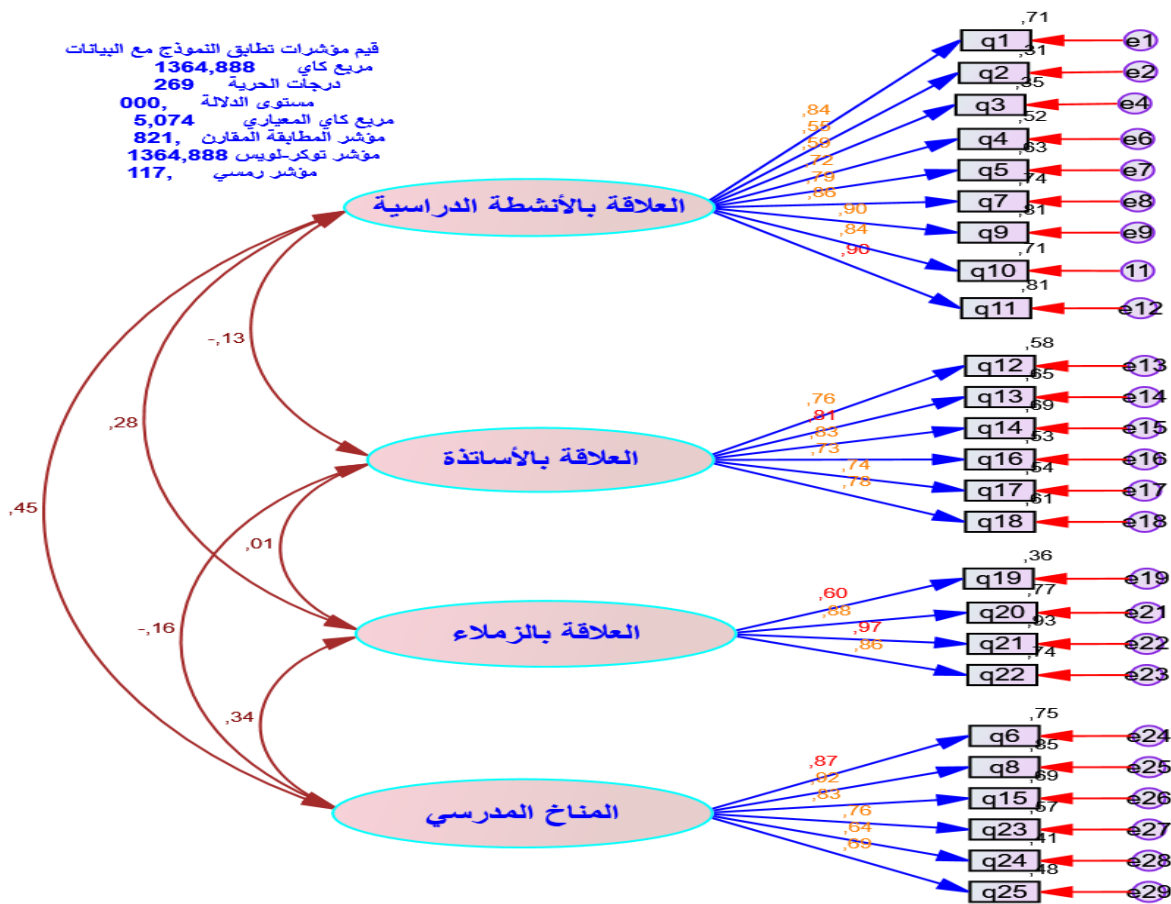 قيم مؤشرات تطابق النموذج مع البيانات
مربع كاي 1364,888
درجات الحرية 269
مستوى الدلالة ,000
مربع كاي المعياري 5,074
مؤشر المطابقة المقارن ,821
مؤشر توكر-لويس 1364,888
مؤشر رمسي ,117
العلاقة بالأنشطة الدراسية
,84
,55
,59
,72
,79
,86
,90
,84
,90
,71
q1
e1
,31
q2
e2
,35
q3
e4
,52
q4
e6
,63
q5
e7
,74
q7
e8
,81
q9
e9
,71
q10
11
,81
q11
e12
-,13
,28
,45
العلاقة بالأساتذة
,76
,81
,83
,73
,74
,78
,58
q12
e13
,65
q13
e14
,69
q14
e15
,53
q16
e16
,54
q17
e17
,61
q18
e18
,01
-,16
العلاقة بالزملاء
,60
,88
,97
,86
,36
q19
e19
,77
q20
e21
,93
q21
e22
,74
q22
e23
,34
المناخ المدرسي
,87
,92
,83
,76
,64
,69
,75
q6
e24
,85
q8
e25
,69
q15
e26
,57
q23
e27
,41
q24
e28
,48
q25
e29